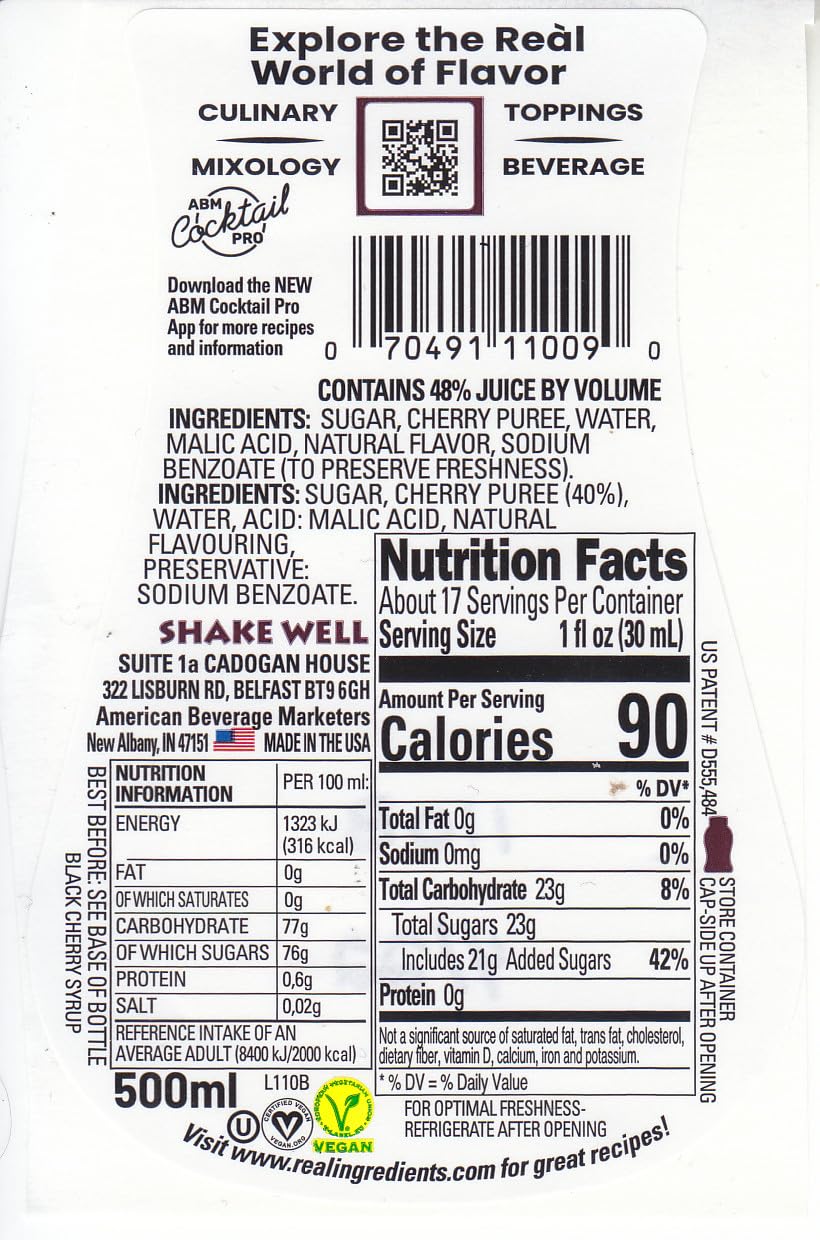 Explore the Reàl
World of Flavor
CULINARY
TOPPINGS
MIXOLOGY
BEVERAGE
ABM
Cocktail
PRO
Download the NEW
ABM Cocktail Pro
App for more recipes
and information
0 70491 11009 0
CONTAINS 48% JUICE BY VOLUME
INGREDIENTS: SUGAR, CHERRY PUREE, WATER,
MALIC ACID, NATURAL FLAVOR, SODIUM
BENZOATE (TO PRESERVE FRESHNESS).
INGREDIENTS: SUGAR, CHERRY PUREE (40%),
WATER, ACID: MALIC ACID, NATURAL
FLAVOURING,
PRESERVATIVE:
SODIUM BENZOATE.
SHAKE WELL
SUITE 1a CADOGAN HOUSE
322 LISBURN RD, BELFAST BT9 6GH
American Beverage Marketers
New Albany, IN 47151 MADE IN THE USA
NUTRITION
INFORMATION
PER 100 ml:
ENERGY 1323 kJ
(316 kcal)
FAT 0g
OF WHICH SATURATES 0g
CARBOHYDRATE 77g
OF WHICH SUGARS 76g
PROTEIN 0,6g
SALT 0,02g
REFERENCE INTAKE OF AN
AVERAGE ADULT (8400 kJ/2000 kcal)
BEST BEFORE: SEE BASE OF BOTTLE
BLACK CHERRY SYRUP
Nutrition Facts
About 17 Servings Per Container
Serving Size 1 fl oz (30 mL)
Amount Per Serving
Calories 90
% DV*
Total Fat 0g 0%
Sodium 0mg 0%
Total Carbohydrate 23g 8%
Total Sugars 23g
Includes 21g Added Sugars 42%
Protein 0g
Not a significant source of saturated fat, trans fat, cholesterol,
dietary fiber, vitamin D, calcium, iron and potassium.
* % DV = % Daily Value
US PATENT # D555,484
STORE CONTAINER
CAP-SIDE UP AFTER OPENING
500ml
L110B
U
CERTIFIED VEGAN
V
VEGAN.ORG
EUROPEAN VEGETARIAN UNION
V-LABEL.EU
VEGAN
FOR OPTIMAL FRESHNESS-
REFRIGERATE AFTER OPENING
Visit www.realingredients.com for great recipes!